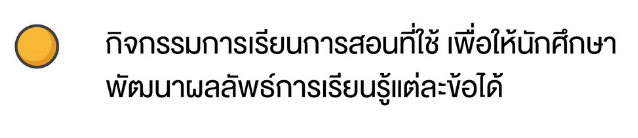 กิจกรรมการเรียนการสอนที่ใช้ เพื่อให้นักศึกษา
พัฒนาผลลัพธ์การเรียนรู้แต่ละข้อได้